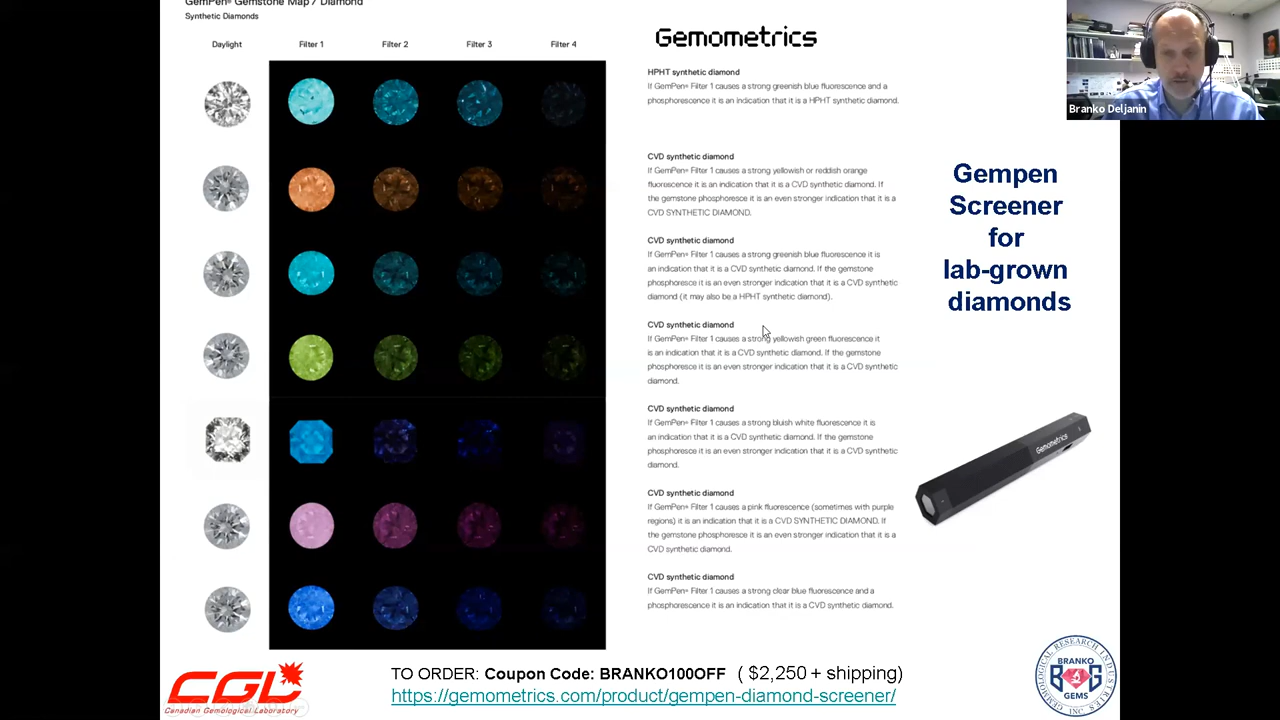 GemPen® Gemstone Map / Diamond
Synthetic Diamonds
Daylight
Filter 1
Filter 2
Filter 3
Filter 4
Gemometrics
HPHT synthetic diamond
If GemPen® Filter 1 causes a strong greenish blue fluorescence and a
phosphorescence it is an indication that it is a HPHT synthetic diamond.
CVD synthetic diamond
If GemPen® Filter 1 causes a strong yellowish or reddish orange
fluorescence it is an indication that it is a CVD synthetic diamond. If
the gemstone phosphoresce it is an even stronger indication that it is a
CVD SYNTHETIC DIAMOND.
CVD synthetic diamond
If GemPen® Filter 1 causes a strong greenish blue fluorescence it is
an indication that it is a CVD synthetic diamond. If the gemstone
phosphoresce it is an even stronger indication that it is a CVD synthetic
diamond (it may also be a HPHT synthetic diamond).
CVD synthetic diamond
If GemPen® Filter 1 causes a strong yellowish green fluorescence it
is an indication that it is a CVD synthetic diamond. If the gemstone
phosphoresce it is an even stronger indication that it is a CVD synthetic
diamond.
CVD synthetic diamond
If GemPen® Filter 1 causes a strong bluish white fluorescence it is
an indication that it is a CVD synthetic diamond. If the gemstone
phosphoresce it is an even stronger indication that it is a CVD synthetic
diamond.
CVD synthetic diamond
If GemPen® Filter 1 causes a pink fluorescence (sometimes with purple
regions) it is an indication that it is a CVD SYNTHETIC DIAMOND. If
the gemstone phosphoresce it is an even stronger indication that it is a
CVD synthetic diamond.
CVD synthetic diamond
If GemPen® Filter 1 causes a strong clear blue fluorescence and a
phosphorescence it is an indication that it is a CVD synthetic diamond.
Branko Deljanin
Gempen
Screener
for
lab-grown
diamonds
Gemometrics
CGL
Canadian Gemological Laboratory
TO ORDER: Coupon Code: BRANKO100OFF ( $2,250 + shipping)
https://gemometrics.com/product/gempen-diamond-screener/
GEMOLOGICAL RESEARCH INDUSTRIES INC.
BRANKO
B G
GEMS